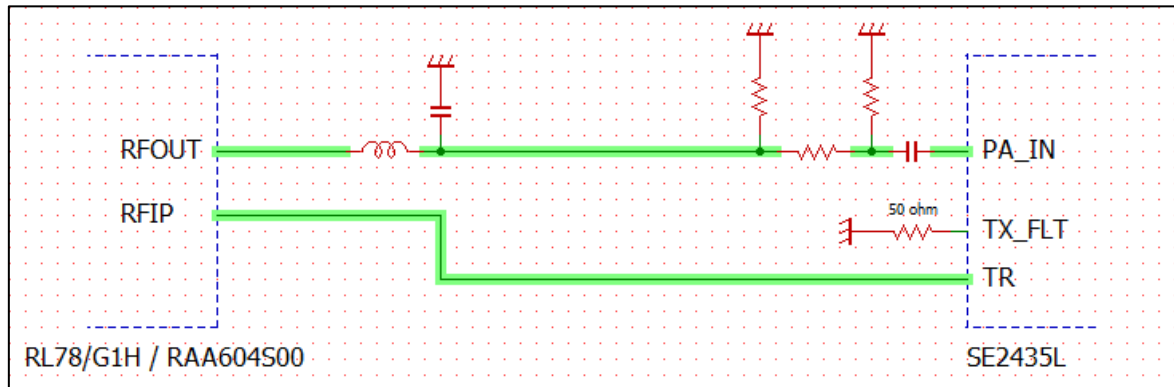 RFOUT
PA_IN
RFIP
50 ohm
TX_FLT
TR
RL78/G1H / RAA604S00
SE2435L